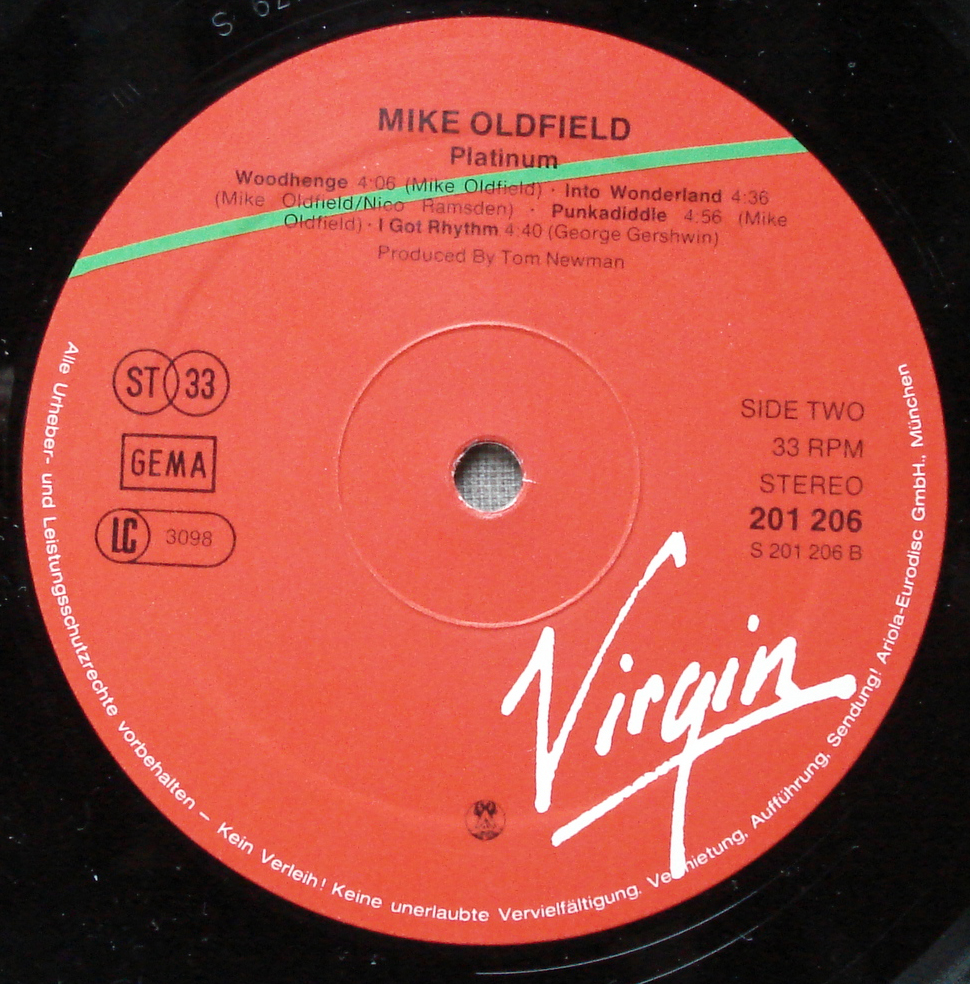 MIKE OLDFIELD
Platinum
Woodhenge 4:06 (Mike Oldfield) · Into Wonderland 4:36
(Mike Oldfield/Nico Ramsden) · Punkadiddle 4:56 (Mike
Oldfield) · I Got Rhythm 4:40 (George Gershwin)
Produced By Tom Newman
ST 33
GEMA
LC 3098
SIDE TWO
33 RPM
STEREO
201 206
S 201 206 B
Virgin
Alle Urheber- und Leistungsschutzrechte vorbehalten – Kein Verleih! Keine unerlaubte Vervielfältigung, Vermietung, Aufführung, Sendung! Ariola-Eurodisc GmbH., München